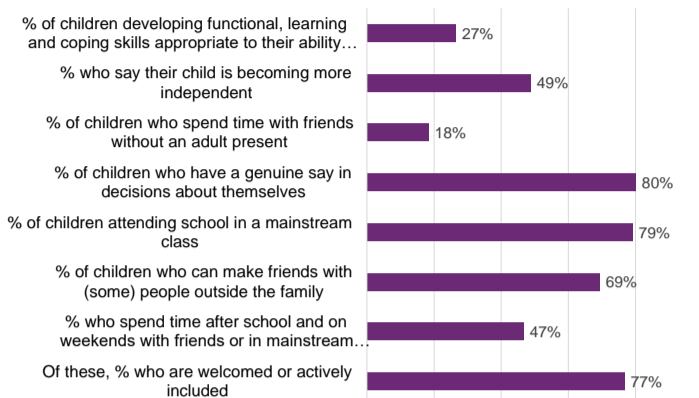 % of children developing functional, learning
and coping skills appropriate to their ability…
27%
% who say their child is becoming more
independent
49%
% of children who spend time with friends
without an adult present
18%
% of children who have a genuine say in
decisions about themselves
80%
% of children attending school in a mainstream
class
79%
% of children who can make friends with
(some) people outside the family
69%
% who spend time after school and on
weekends with friends or in mainstream…
47%
Of these, % who are welcomed or actively
included
77%